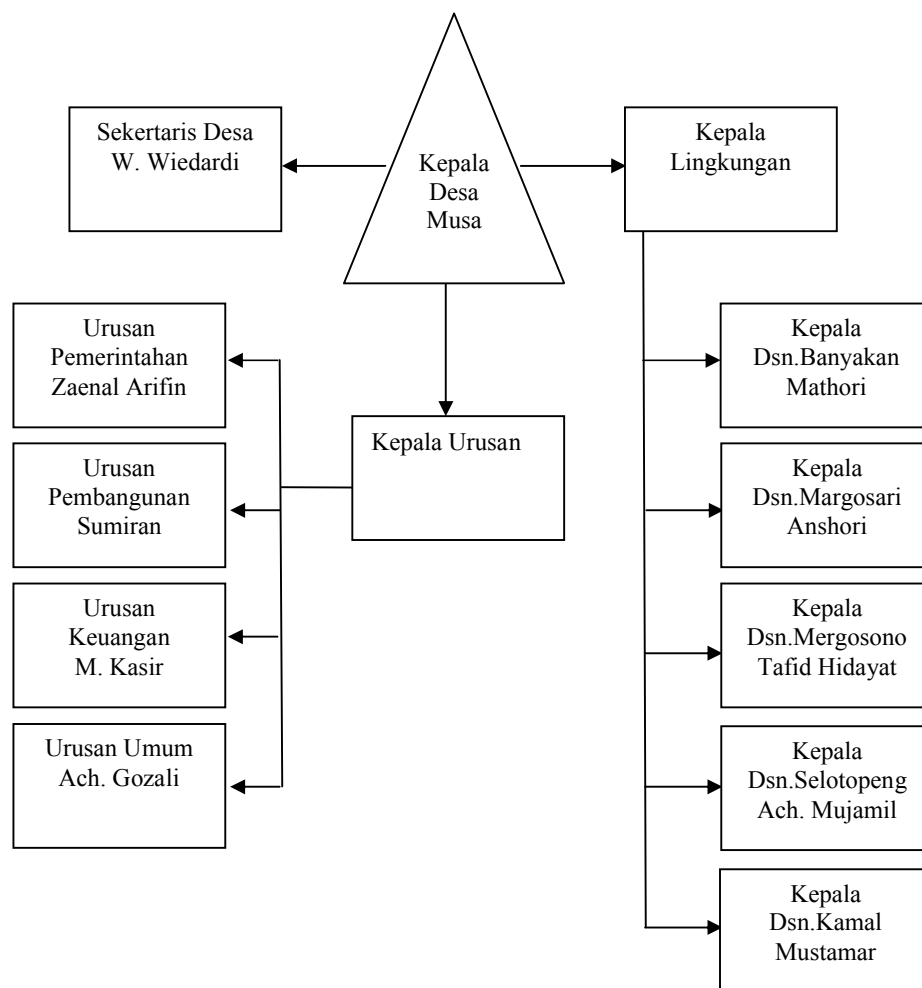 Sekertaris Desa
W. Wiedardi
Kepala
Desa
Musa
Kepala
Lingkungan
Urusan
Pemerintahan
Zaenal Arifin
Kepala Urusan
Urusan
Pembangunan
Sumiran
Urusan
Keuangan
M. Kasir
Urusan Umum
Ach. Gozali
Kepala
Dsn.Banyakan
Mathori
Kepala
Dsn.Margosari
Anshori
Kepala
Dsn.Mergosono
Tafid Hidayat
Kepala
Dsn.Selotopeng
Ach. Mujamil
Kepala
Dsn.Kamal
Mustamar